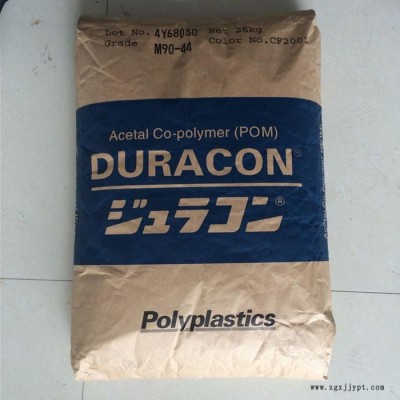 Lot No. 4Y68080 Net 25kg
Grade M90-44 Color No. CF2001
Acetal Co-polymer (POM)
DURACON®
ジュラコン®
Polyplastics
www.zgxjjypt.com